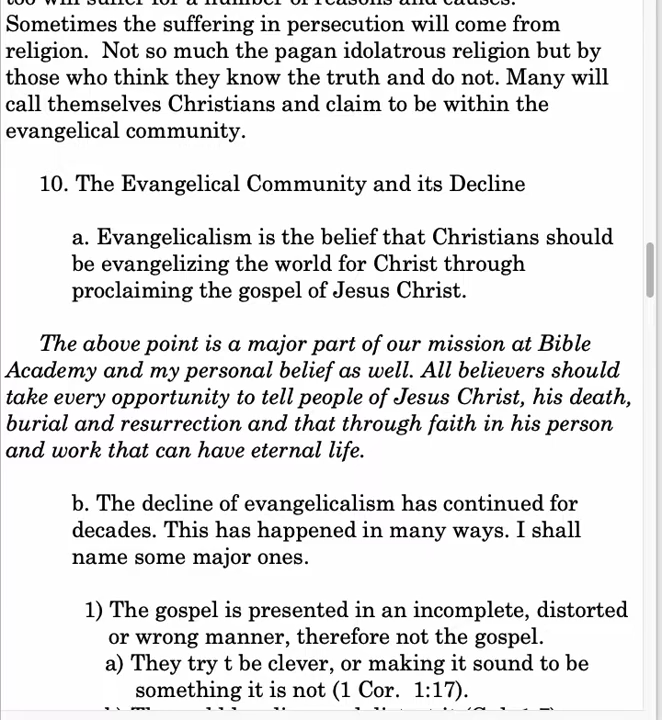 Sometimes the suffering in persecution will come from
religion.  Not so much the pagan idolatrous religion but by
those who think they know the truth and do not. Many will
call themselves Christians and claim to be within the
evangelical community.
10. The Evangelical Community and its Decline
a. Evangelicalism is the belief that Christians should
be evangelizing the world for Christ through
proclaiming the gospel of Jesus Christ.
The above point is a major part of our mission at Bible
Academy and my personal belief as well. All believers should
take every opportunity to tell people of Jesus Christ, his death,
burial and resurrection and that through faith in his person
and work that can have eternal life.
b. The decline of evangelicalism has continued for
decades. This has happened in many ways. I shall
name some major ones.
1) The gospel is presented in an incomplete, distorted
or wrong manner, therefore not the gospel.
a) They try t be clever, or making it sound to be
something it is not (1 Cor.  1:17).